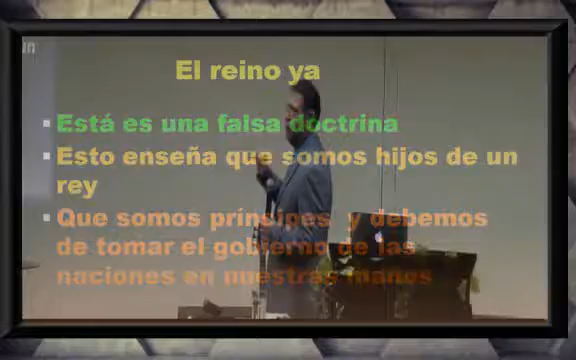 un
El reino ya
Está es una falsa doctrina
Esto enseña que somos hijos de un
rey
Que somos prínsipes y debemos
de tomar el gobierno de las
naciones en nuestras manos